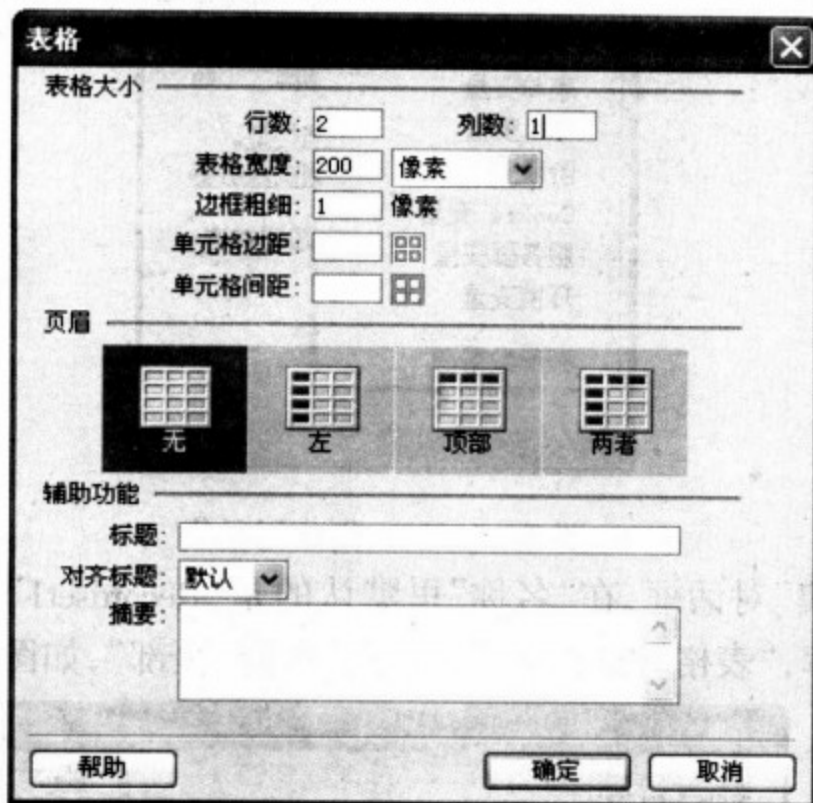 表格
表格大小
行数: 2 列数: 1
表格宽度: 200 像素
边框粗细: 1 像素
单元格边距:
单元格间距:
页眉
无 左 顶部 两者
辅助功能
标题:
对齐标题: 默认
摘要:
帮助 确定 取消